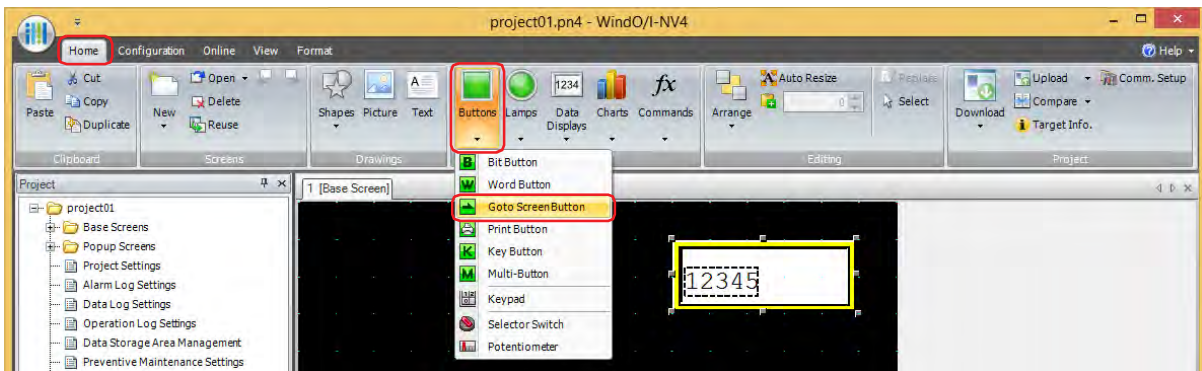 project01.pn4 - WindO/I-NV4
Home Configuration Online View Format Help
Cut Open Auto Resize Replace Upload Comm. Setup
Copy Delete 0 Select Compare
Paste Duplicate New Reuse Shapes Picture Text Buttons Lamps Data Displays Charts Commands Arrange Download Target Info.
1234
fx
A
Clipboard Screens Drawings Editing Project
Project
1 [Base Screen]
project01
Base Screens
Popup Screens
Project Settings
Alarm Log Settings
Data Log Settings
Operation Log Settings
Data Storage Area Management
Preventive Maintenance Settings
B Bit Button
W Word Button
Goto Screen Button
Print Button
K Key Button
M Multi-Button
Keypad
Selector Switch
Potentiometer
12345